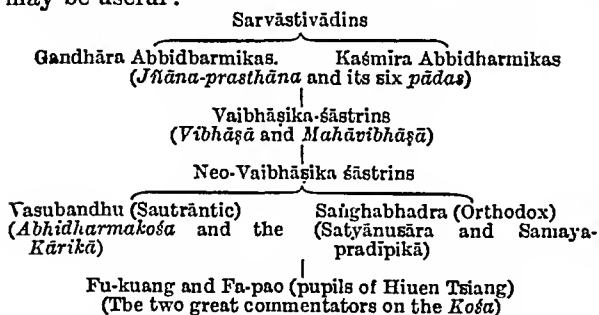 may be useful :
Sarvāstivādins
Gandhāra Abbidbarmikas. Kaśmīra Abhidharmikas
(Jñāna-prasthāna and its six pādas)
Vaibhāṣika-śāstrins
(Vibhāṣā and Mahāvibhāṣā)
Neo-Vaibhāṣika śāstrins
Vasubandhu (Sautrāntic) Saṅghabhadra (Orthodox)
(Abhidharmakośa and the (Satyānusāra and Samaya-
Kārikā) pradīpikā)
Fu-kuang and Fa-pao (pupils of Hiuen Tsiang)
(The two great commentators on the Kośa)